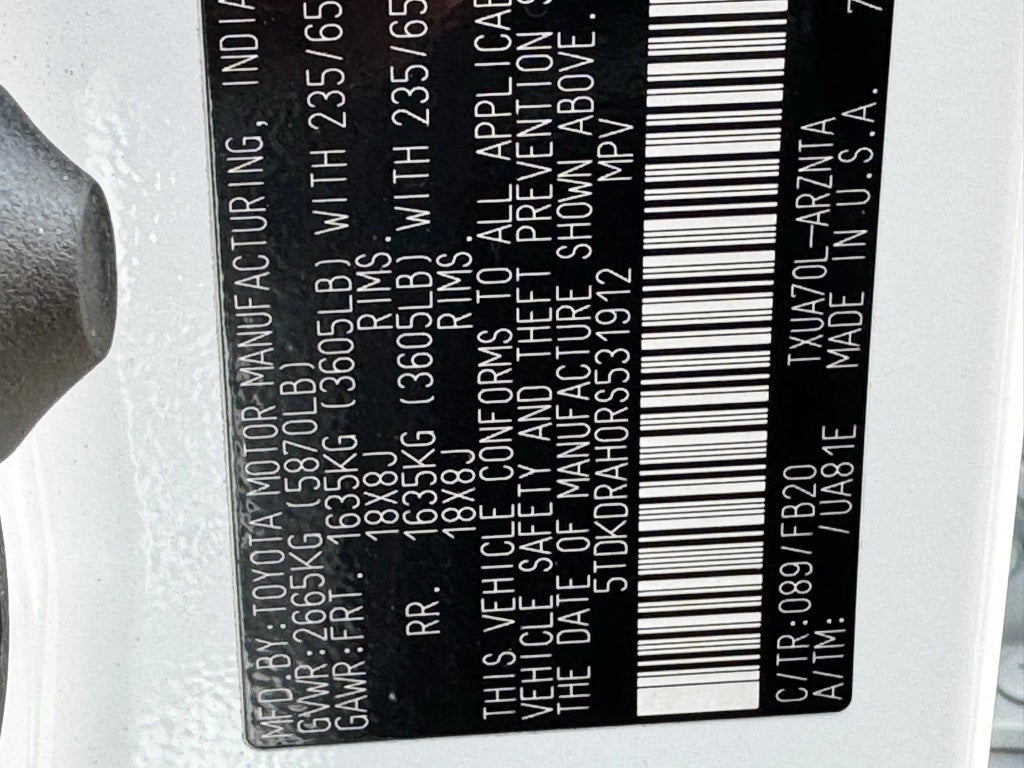 MFD.BY:TOYOTA MOTOR MANUFACTURING, INDIA
GVWR:2665KG (5870LB)
GAWR:FRT. 1635KG (3605LB) WITH 235/65
18X8J RIMS.
RR. 1635KG (3605LB) WITH 235/65
18X8J RIMS.
THIS VEHICLE CONFORMS TO ALL APPLICAB
VEHICLE SAFETY AND THEFT PREVENTION S
THE DATE OF MANUFACTURE SHOWN ABOVE.
5TDKDRAH0RS531912 MPV
C/TR:089/FB20 TXUA70L-ARZNTA
A/TM: /UA81E MADE IN U.S.A. 7